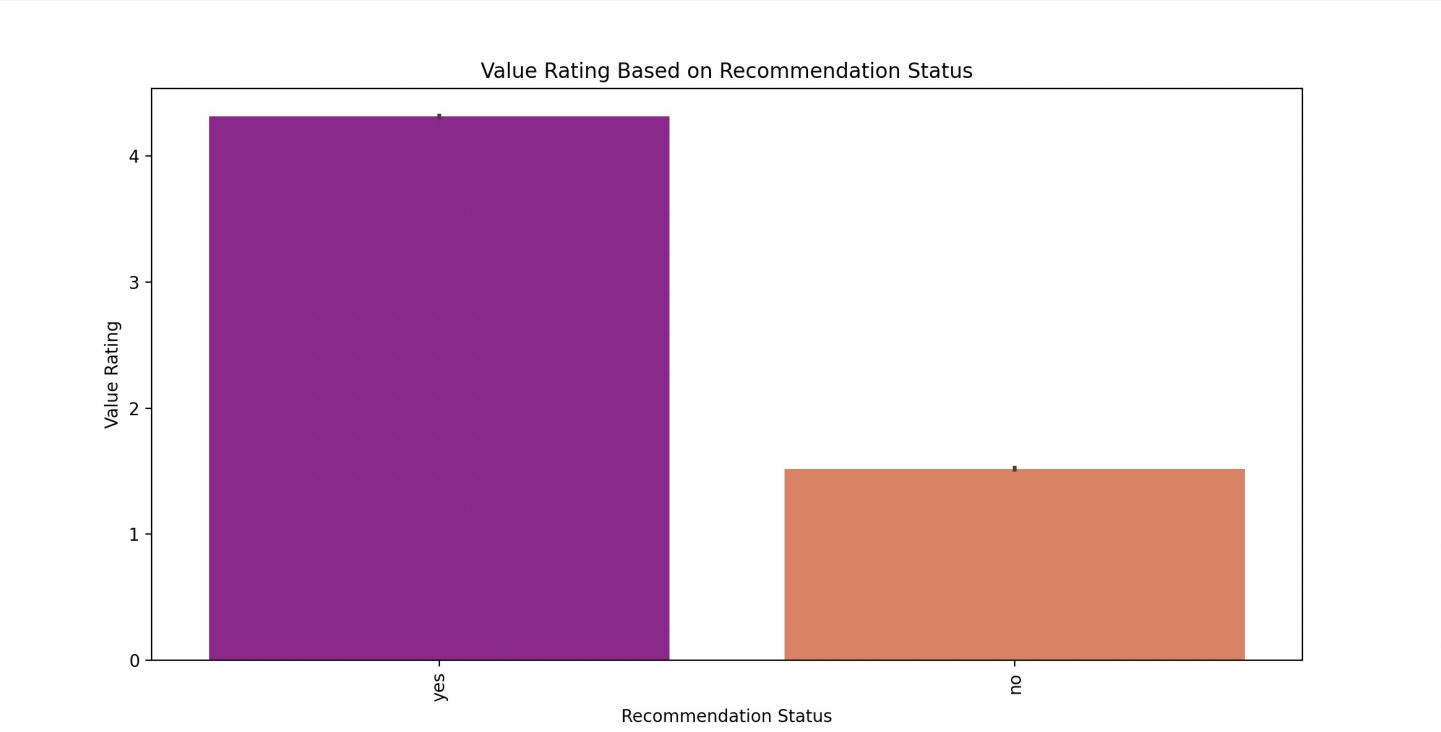 Value Rating Based on Recommendation Status
4
3
2
1
0
Value Rating
yes
no
Recommendation Status